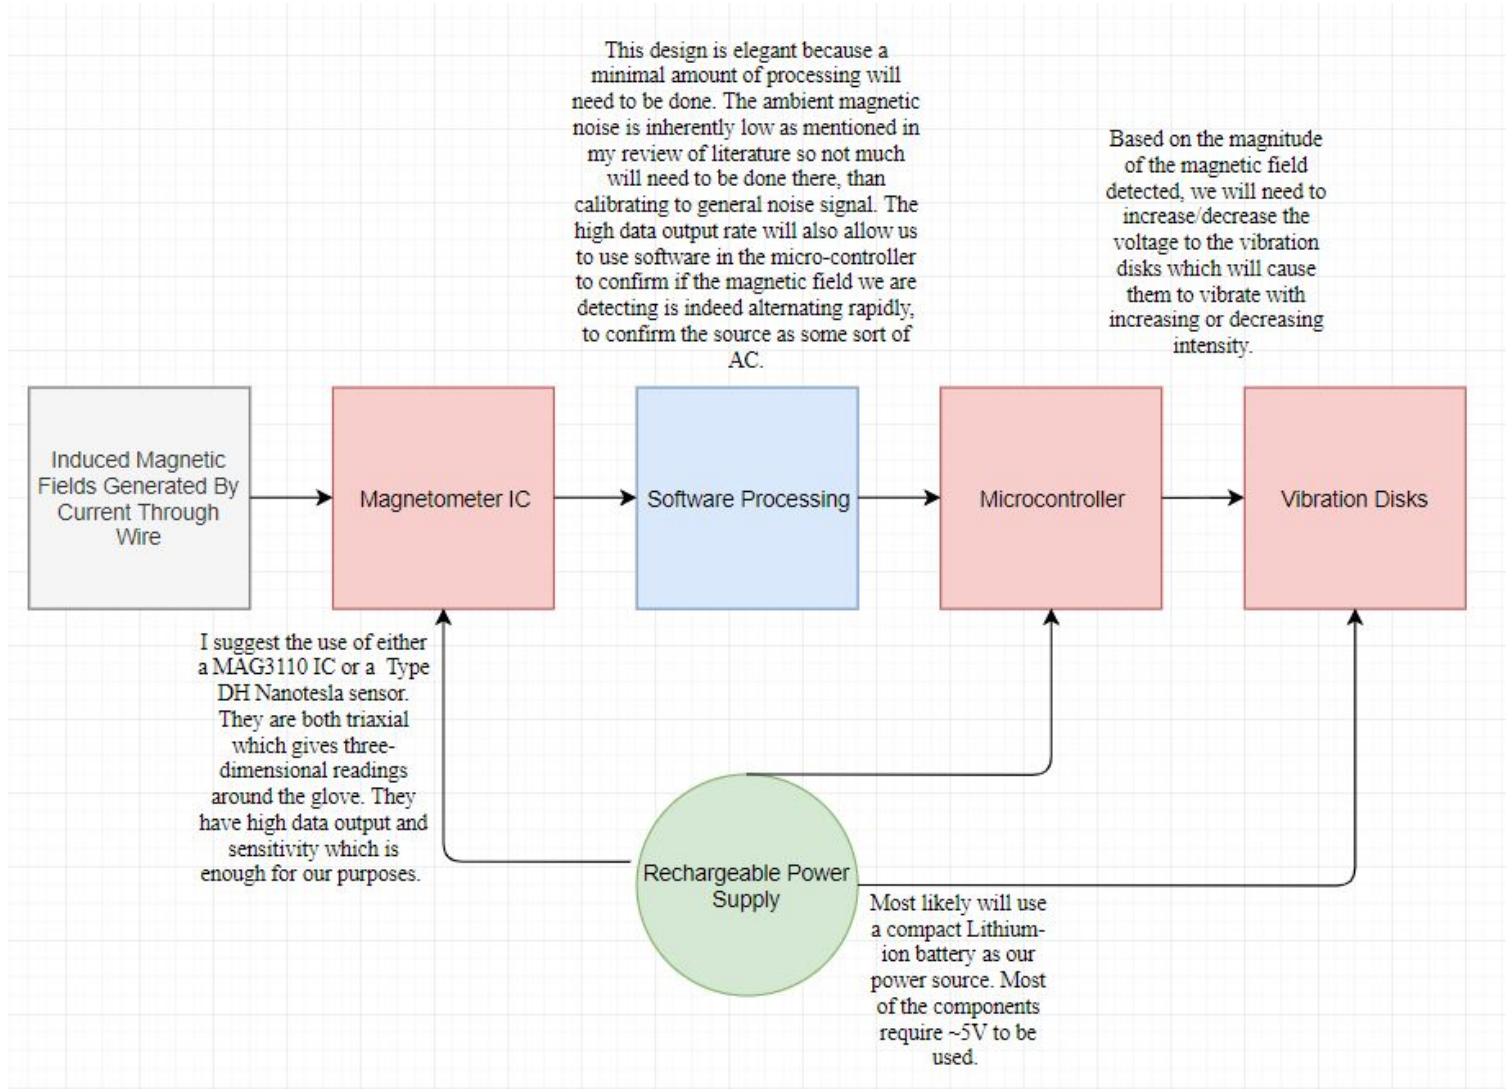 This design is elegant because a
minimal amount of processing will
need to be done. The ambient magnetic
noise is inherently low as mentioned in
my review of literature so not much
will need to be done there, than
calibrating to general noise signal. The
high data output rate will also allow us
to use software in the micro-controller
to confirm if the magnetic field we are
detecting is indeed alternating rapidly,
to confirm the source as some sort of
AC.
Based on the magnitude
of the magnetic field
detected, we will need to
increase/decrease the
voltage to the vibration
disks which will cause
them to vibrate with
increasing or decreasing
intensity.
Induced Magnetic
Fields Generated By
Current Through
Wire
Magnetometer IC
Software Processing
Microcontroller
Vibration Disks
I suggest the use of either
a MAG3110 IC or a Type
DH Nanotesla sensor.
They are both triaxial
which gives three-
dimensional readings
around the glove. They
have high data output and
sensitivity which is
enough for our purposes.
Rechargeable Power
Supply
Most likely will use
a compact Lithium-
ion battery as our
power source. Most
of the components
require ~5V to be
used.